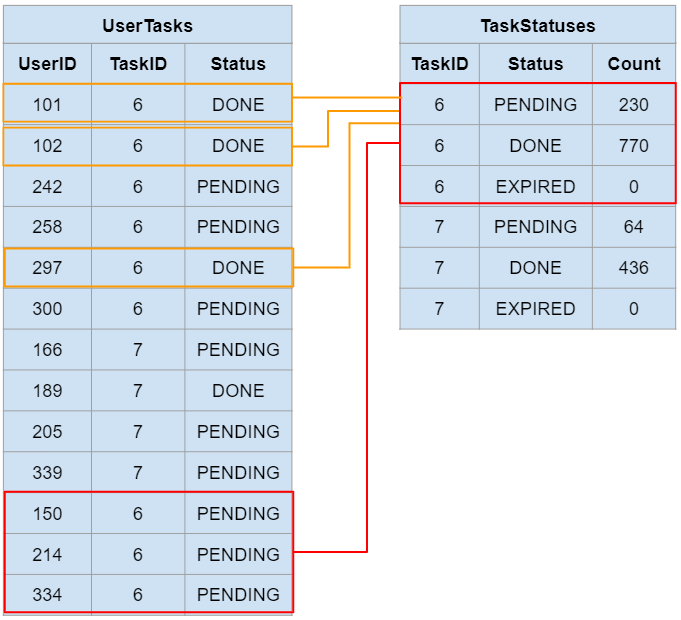 UserTasks
UserID TaskID Status
101 6 DONE
102 6 DONE
242 6 PENDING
258 6 PENDING
297 6 DONE
300 6 PENDING
166 7 PENDING
189 7 DONE
205 7 PENDING
339 7 PENDING
150 6 PENDING
214 6 PENDING
334 6 PENDING
TaskStatuses
TaskID Status Count
6 PENDING 230
6 DONE 770
6 EXPIRED 0
7 PENDING 64
7 DONE 436
7 EXPIRED 0